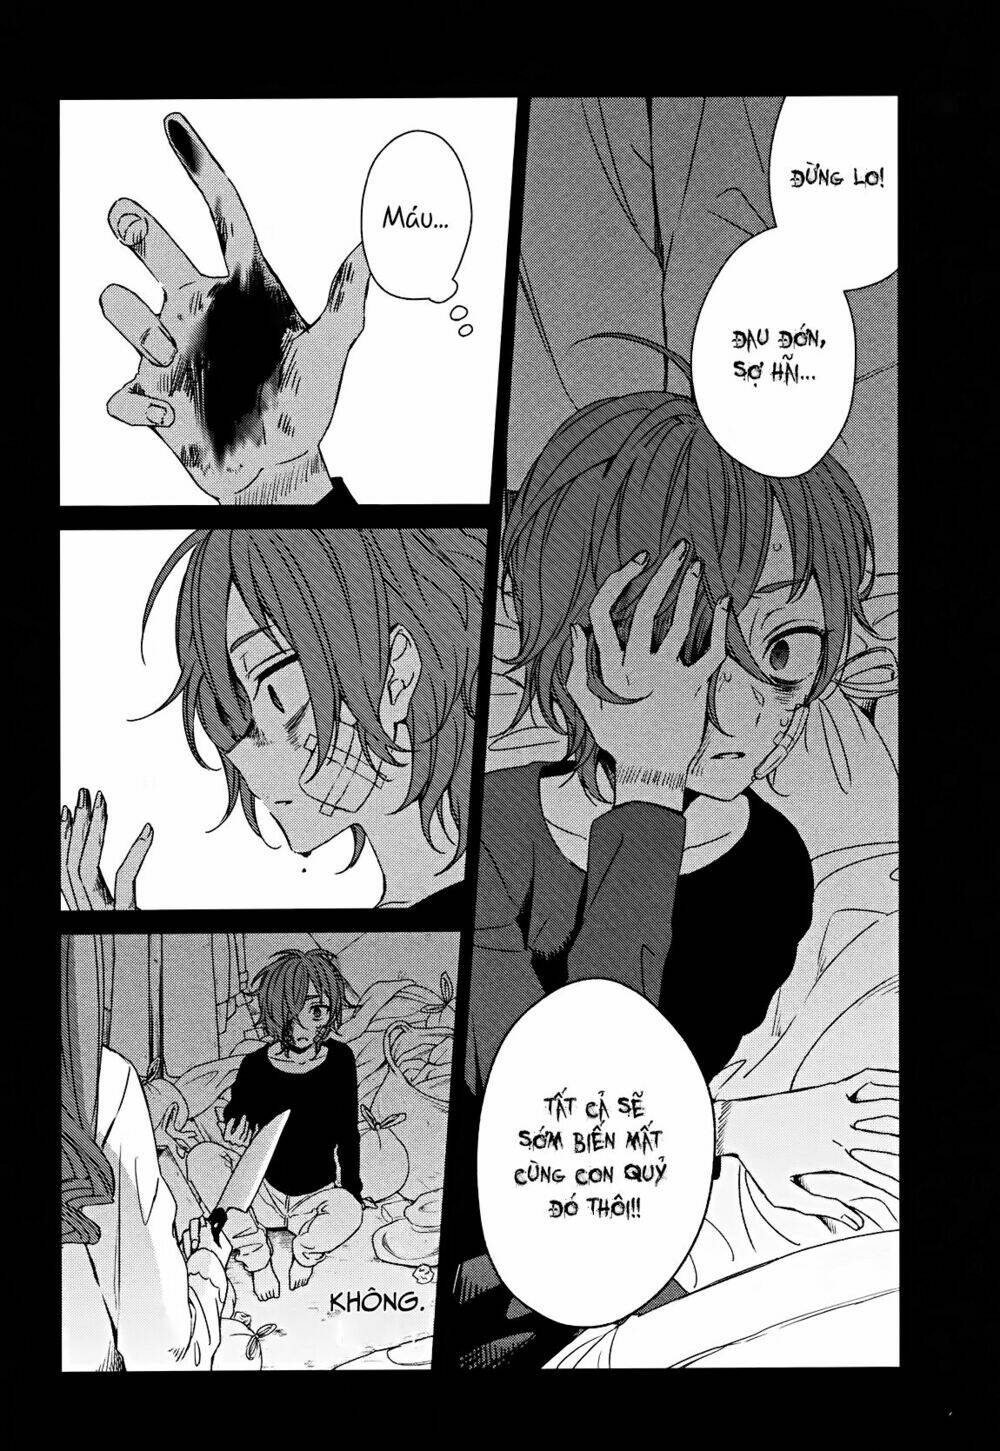 ĐỪNG LO!
ĐAU ĐỚN,
SỢ HÃI...
TẤT CẢ SẼ
SỚM BIẾN MẤT
CÙNG CON QUỶ
ĐÓ THÔI!!
Máu...
KHÔNG.